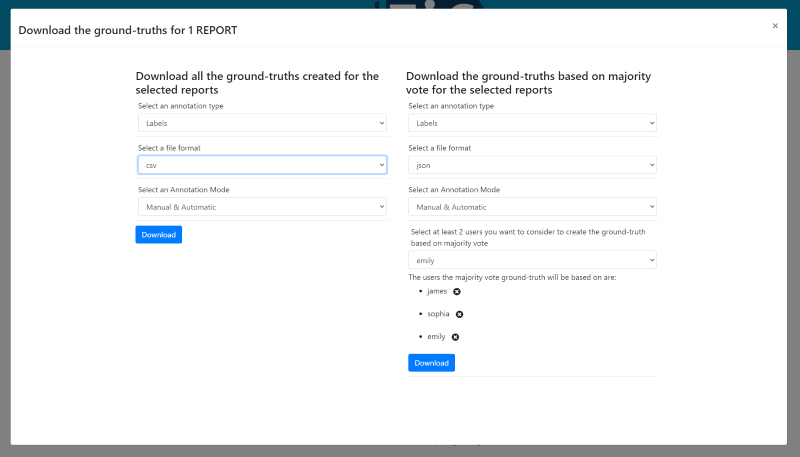 Download the ground-truths for 1 REPORT
×
Download all the ground-truths created for the
selected reports
Select an annotation type
Labels
Select a file format
csv
Select an Annotation Mode
Manual & Automatic
Download
Download the ground-truths based on majority
vote for the selected reports
Select an annotation type
Labels
Select a file format
json
Select an Annotation Mode
Manual & Automatic
Select at least 2 users you want to consider to create the ground-truth
based on majority vote
emily
The users the majority vote ground-truth will be based on are:
james
sophia
emily
Download